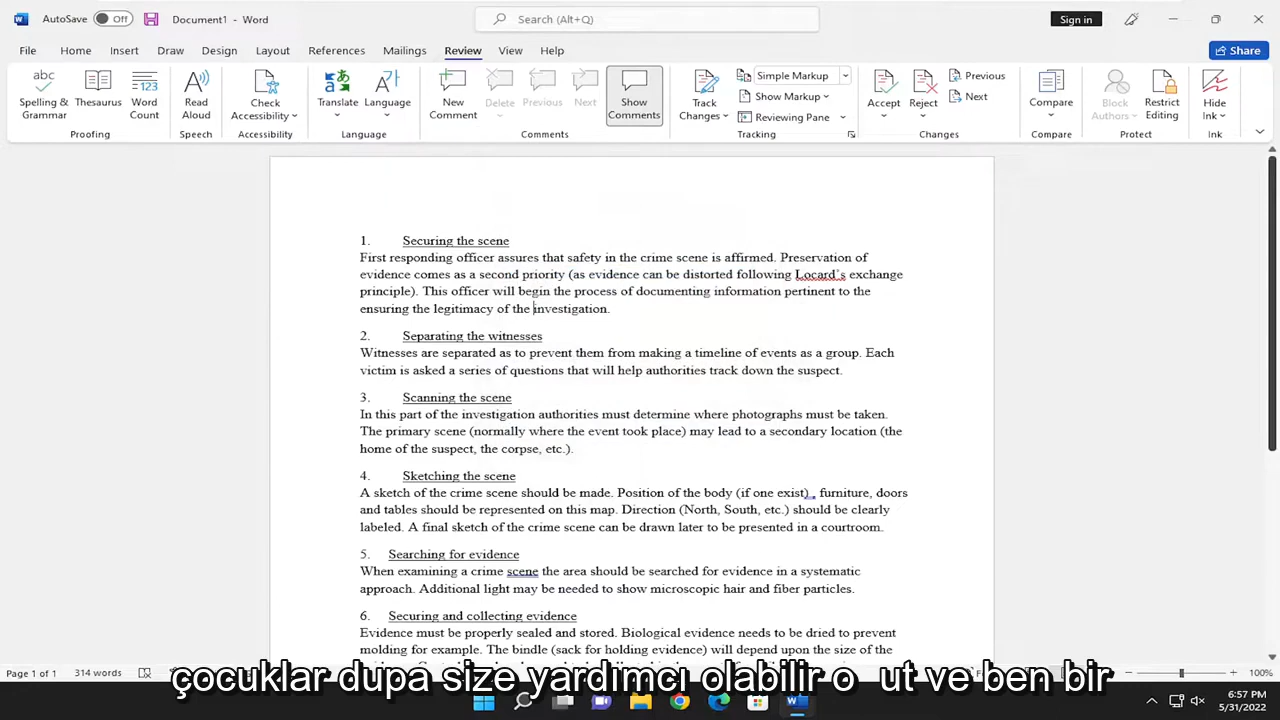 AutoSave Off Document1 - Word Search (Alt+Q) Sign in
File Home Insert Draw Design Layout References Mailings Review View Help Share
Spelling & Grammar Thesaurus Word Count Read Aloud Check Accessibility Translate Language New Comment Delete Previous Next Show Comments Track Changes Simple Markup Show Markup Reviewing Pane Accept Reject Previous Next Compare Block Authors Restrict Editing Hide Ink
Proofing Speech Accessibility Language Comments Tracking Changes Compare Protect Ink
1. Securing the scene
First responding officer assures that safety in the crime scene is affirmed. Preservation of
evidence comes as a second priority (as evidence can be distorted following Locard's exchange
principle). This officer will begin the process of documenting information pertinent to the
ensuring the legitimacy of the investigation.
2. Separating the witnesses
Witnesses are separated as to prevent them from making a timeline of events as a group. Each
victim is asked a series of questions that will help authorities track down the suspect.
3. Scanning the scene
In this part of the investigation authorities must determine where photographs must be taken.
The primary scene (normally where the event took place) may lead to a secondary location (the
home of the suspect, the corpse, etc.).
4. Sketching the scene
A sketch of the crime scene should be made. Position of the body (if one exist) , furniture, doors
and tables should be represented on this map. Direction (North, South, etc.) should be clearly
labeled. A final sketch of the crime scene can be drawn later to be presented in a courtroom.
5. Searching for evidence
When examining a crime scene the area should be searched for evidence in a systematic
approach. Additional light may be needed to show microscopic hair and fiber particles.
6. Securing and collecting evidence
Evidence must be properly sealed and stored. Biological evidence needs to be dried to prevent
molding for example. The bindle (sack for holding evidence) will depend upon the size of the
çocuklar dupa size yardımcı olabilir o ut ve ben bir
Page 1 of 1 314 words 100%
6:57 PM
5/31/2022